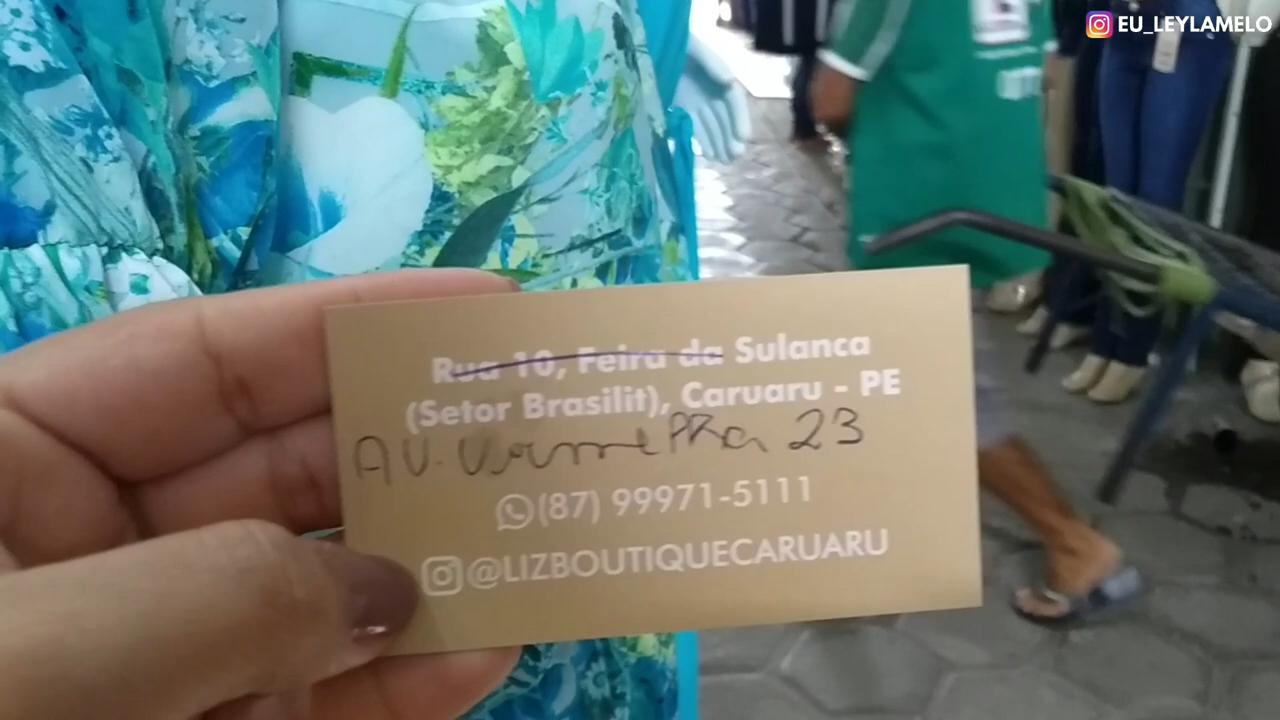 EU_LEYLAMELO
Rua 10, Feira da Sulanca
(Setor Brasilit), Caruaru - PE
AV. 23
(87) 99971-5111
@LIZBOUTIQUECARUARU